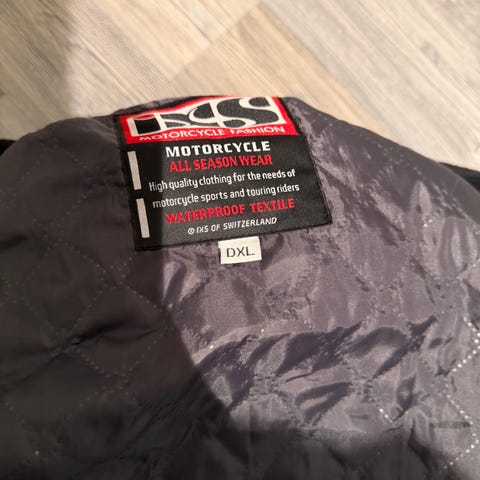 iXS
MOTORCYCLE FASHION
MOTORCYCLE
ALL SEASON WEAR
High quality clothing for the needs of
motorcycle sports and touring riders
WATERPROOF TEXTILE
© IXS OF SWITZERLAND
DXL